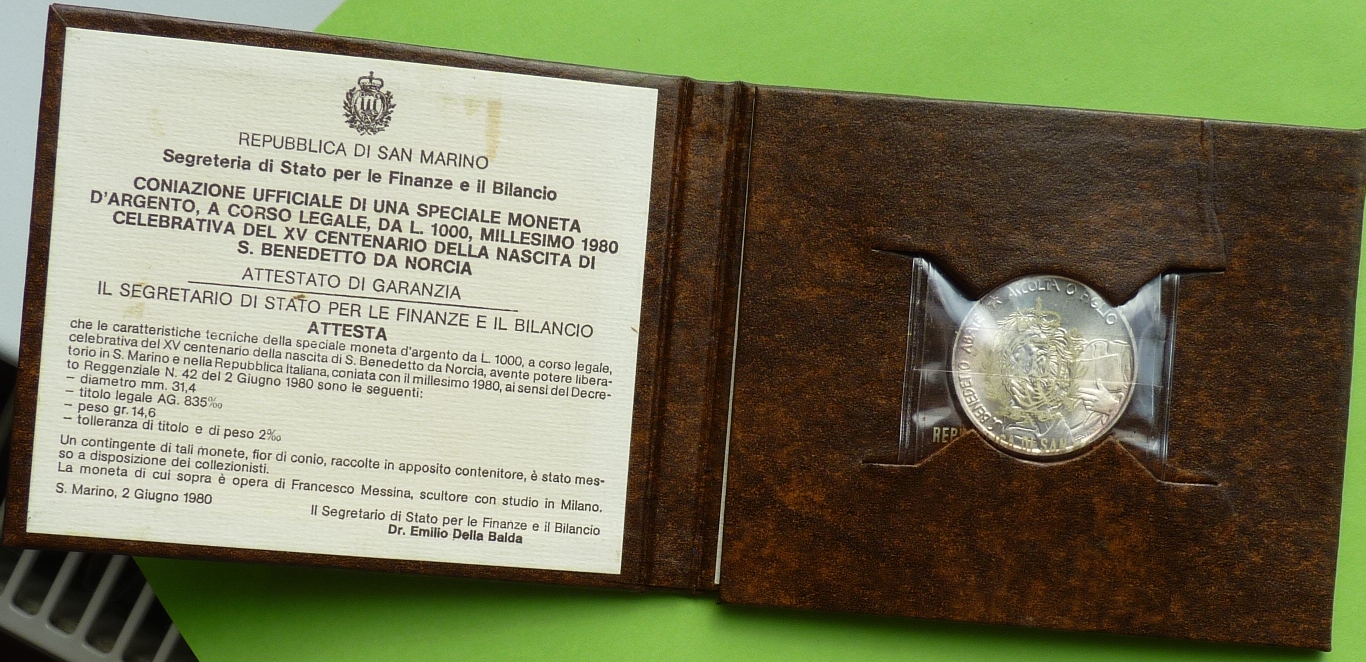 REPUBBLICA DI SAN MARINO
Segreteria di Stato per le Finanze e il Bilancio
CONIAZIONE UFFICIALE DI UNA SPECIALE MONETA
D'ARGENTO, A CORSO LEGALE, DA L. 1000, MILLESIMO 1980
CELEBRATIVA DEL XV CENTENARIO DELLA NASCITA DI
S. BENEDETTO DA NORCIA
ATTESTATO DI GARANZIA
IL SEGRETARIO DI STATO PER LE FINANZE E IL BILANCIO
ATTESTA
che le caratteristiche tecniche della speciale moneta d'argento da L. 1000, a corso legale,
celebrativa del XV centenario della nascita di S. Benedetto da Norcia, avente potere libera-
torio in S. Marino e nella Repubblica Italiana, coniata con il millesimo 1980, ai sensi del Decre-
to Reggenziale N. 42 del 2 Giugno 1980 sono le seguenti:
– diametro mm. 31,4
– titolo legale AG. 835‰
– peso gr. 14,6
– tolleranza di titolo e di peso 2‰
Un contingente di tali monete, fior di conio, raccolte in apposito contenitore, è stato mes-
so a disposizione dei collezionisti.
La moneta di cui sopra è opera di Francesco Messina, scultore con studio in Milano.
S. Marino, 2 Giugno 1980
Il Segretario di Stato per le Finanze e il Bilancio
Dr. Emilio Della Balda
ASCOLTA O FIGLIO
BENEDETTO
DI SAN